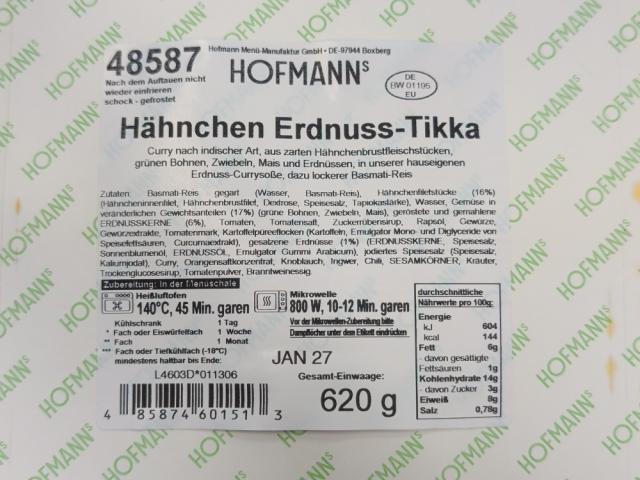 48587
Hofmann Menü-Manufaktur GmbH • DE-97944 Boxberg
HOFMANNs
DE
BW 01195
EU
Nach dem Auftauen nicht
wieder einfrieren
schock - gefrostet
Hähnchen Erdnuss-Tikka
Curry nach indischer Art, aus zarten Hähnchenbrustfleischstücken,
grünen Bohnen, Zwiebeln, Mais und Erdnüssen, in unserer hauseigenen
Erdnuss-Currysoße, dazu lockerer Basmati-Reis
Zutaten: Basmati-Reis gegart (Wasser, Basmati-Reis), Hähnchenfiletstücke (16%)
(Hähncheninnenfilet, Hähnchenbrustfilet, Dextrose, Speisesalz, Tapiokastärke), Wasser, Gemüse in
veränderlichen Gewichtsanteilen (17%) (grüne Bohnen, Zwiebeln, Mais), geröstete und gemahlene
ERDNUSSKERNE (6%), Tomaten, Tomatensaft, Zuckerrübensirup, Rapsöl, Gewürze,
Gewürzextrakte, Tomatenmark, Kartoffelpüreeflocken (Kartoffeln, Emulgator Mono- und Diglyceride von
Speisefettsäuren, Curcumaextrakt), gesalzene Erdnüsse (1%) (ERDNUSSKERNE, Speisesalz,
Sonnenblumenöl, ERDNUSSÖL, Emulgator Gummi Arabicum), jodiertes Speisesalz (Speisesalz,
Kaliumjodat), Curry, Orangensaftkonzentrat, Knoblauch, Ingwer, Chili, SESAMKÖRNER, Kräuter,
Trockenglucosesirup, Tomatenpulver, Branntweinessig.
Zubereitung: In der Menüschale
Heißluftofen
140°C, 45 Min. garen
Mikrowelle
800 W, 10-12 Min. garen
Vor der Mikrowellen-Zubereitung bitte
Dampflöcher unter dem Etikett eindrücken
Kühlschrank 1 Tag
* Fach oder Eiswürfelfach 1 Woche
** Fach 1 Monat
*** Fach oder Tiefkühlfach (-18°C)
mindestens haltbar bis Ende:
JAN 27
L4603D*011306
Gesamt-Einwaage:
620 g
4 85874 60151 3
durchschnittliche
Nährwerte pro 100g:
Energie
kJ 604
kcal 144
Fett 6g
- davon gesättigte
Fettsäuren 1g
Kohlenhydrate 14g
- davon Zucker 3g
Eiweiß 8g
Salz 0,78g